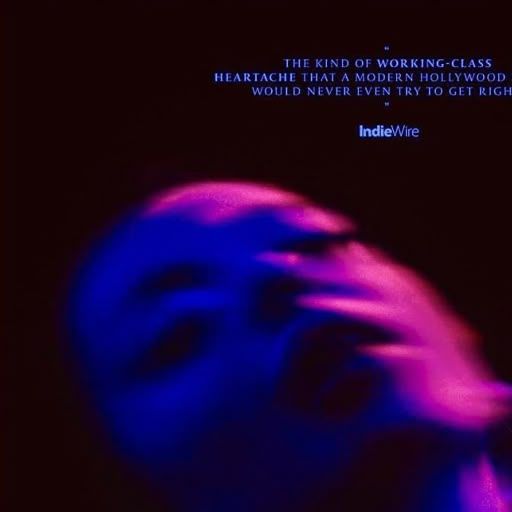 "
THE KIND OF WORKING-CLASS
HEARTACHE THAT A MODERN HOLLYWOOD
WOULD NEVER EVEN TRY TO GET RIGH
"
IndieWire